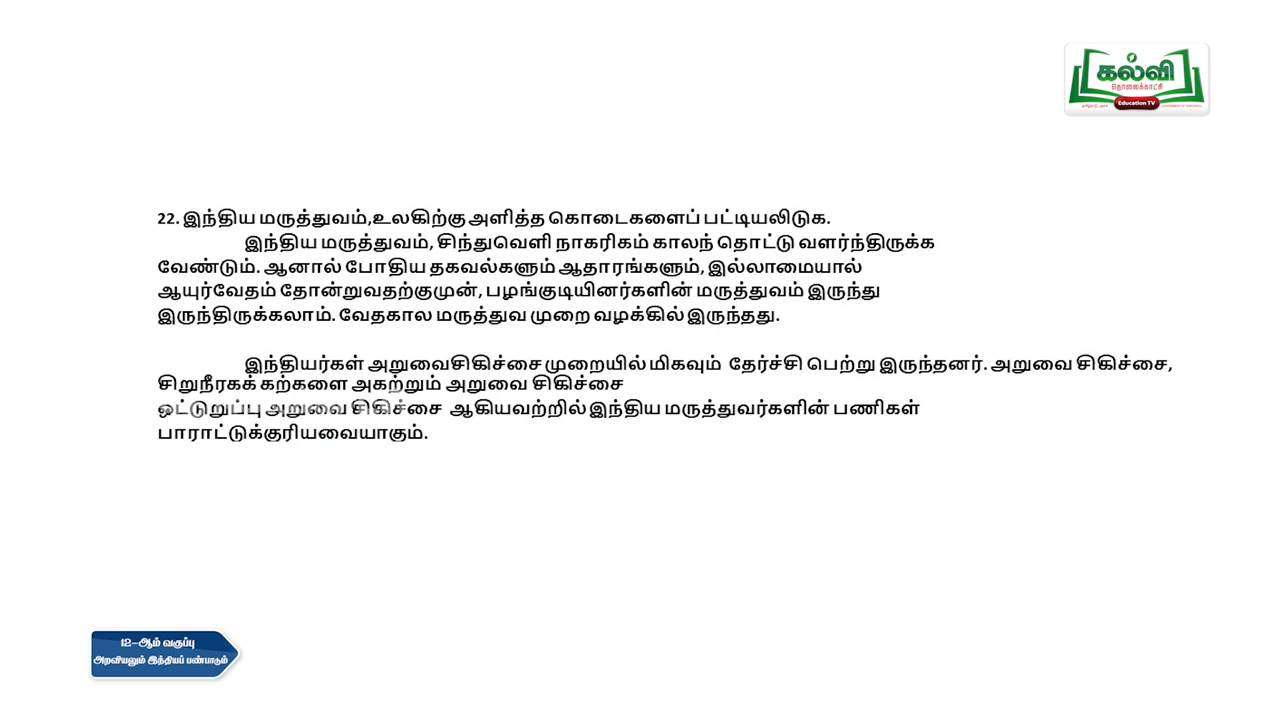 கல்வி
தொலைக்காட்சி
Education TV
22. இந்திய மருத்துவம்,உலகிற்கு அளித்த கொடைகளைப் பட்டியலிடுக.
இந்திய மருத்துவம், சிந்துவெளி நாகரிகம் காலந் தொட்டு வளர்ந்திருக்க
வேண்டும். ஆனால் போதிய தகவல்களும் ஆதாரங்களும், இல்லாமையால்
ஆயுர்வேதம் தோன்றுவதற்குமுன், பழங்குடியினர்களின் மருத்துவம் இருந்து
இருந்திருக்கலாம். வேதகால மருத்துவ முறை வழக்கில் இருந்தது.
இந்தியர்கள் அறுவைசிகிச்சை முறையில் மிகவும் தேர்ச்சி பெற்று இருந்தனர். அறுவை சிகிச்சை,
சிறுநீரகக் கற்களை அகற்றும் அறுவை சிகிச்சை
ஒட்டுறுப்பு அறுவை சிகிச்சை ஆகியவற்றில் இந்திய மருத்துவர்களின் பணிகள்
பாராட்டுக்குரியவையாகும்.
12-ஆம் வகுப்பு
அறவியலும் இந்தியப் பண்பாடும்